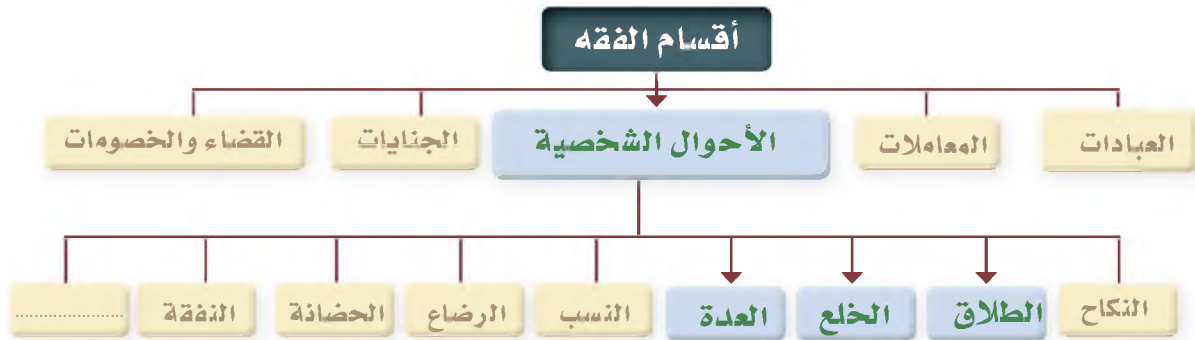 أقسام الفقه
العبادات
المعاملات
الأحوال الشخصية
الجنايات
القضاء والخصومات
النكاح
الطلاق
الخلع
العدة
النسب
الرضاع
الحضانة
النفقة
........................